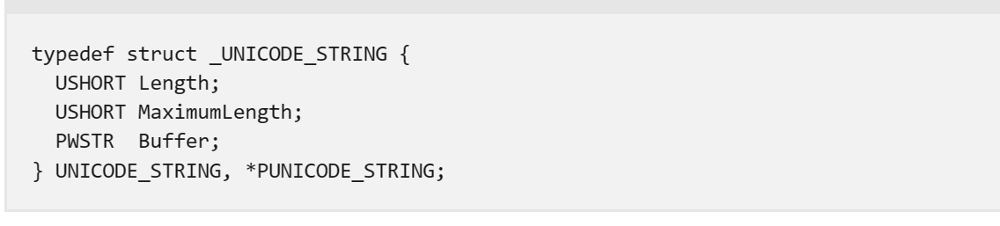 typedef struct _UNICODE_STRING {
  USHORT Length;
  USHORT MaximumLength;
  PWSTR  Buffer;
} UNICODE_STRING, *PUNICODE_STRING;